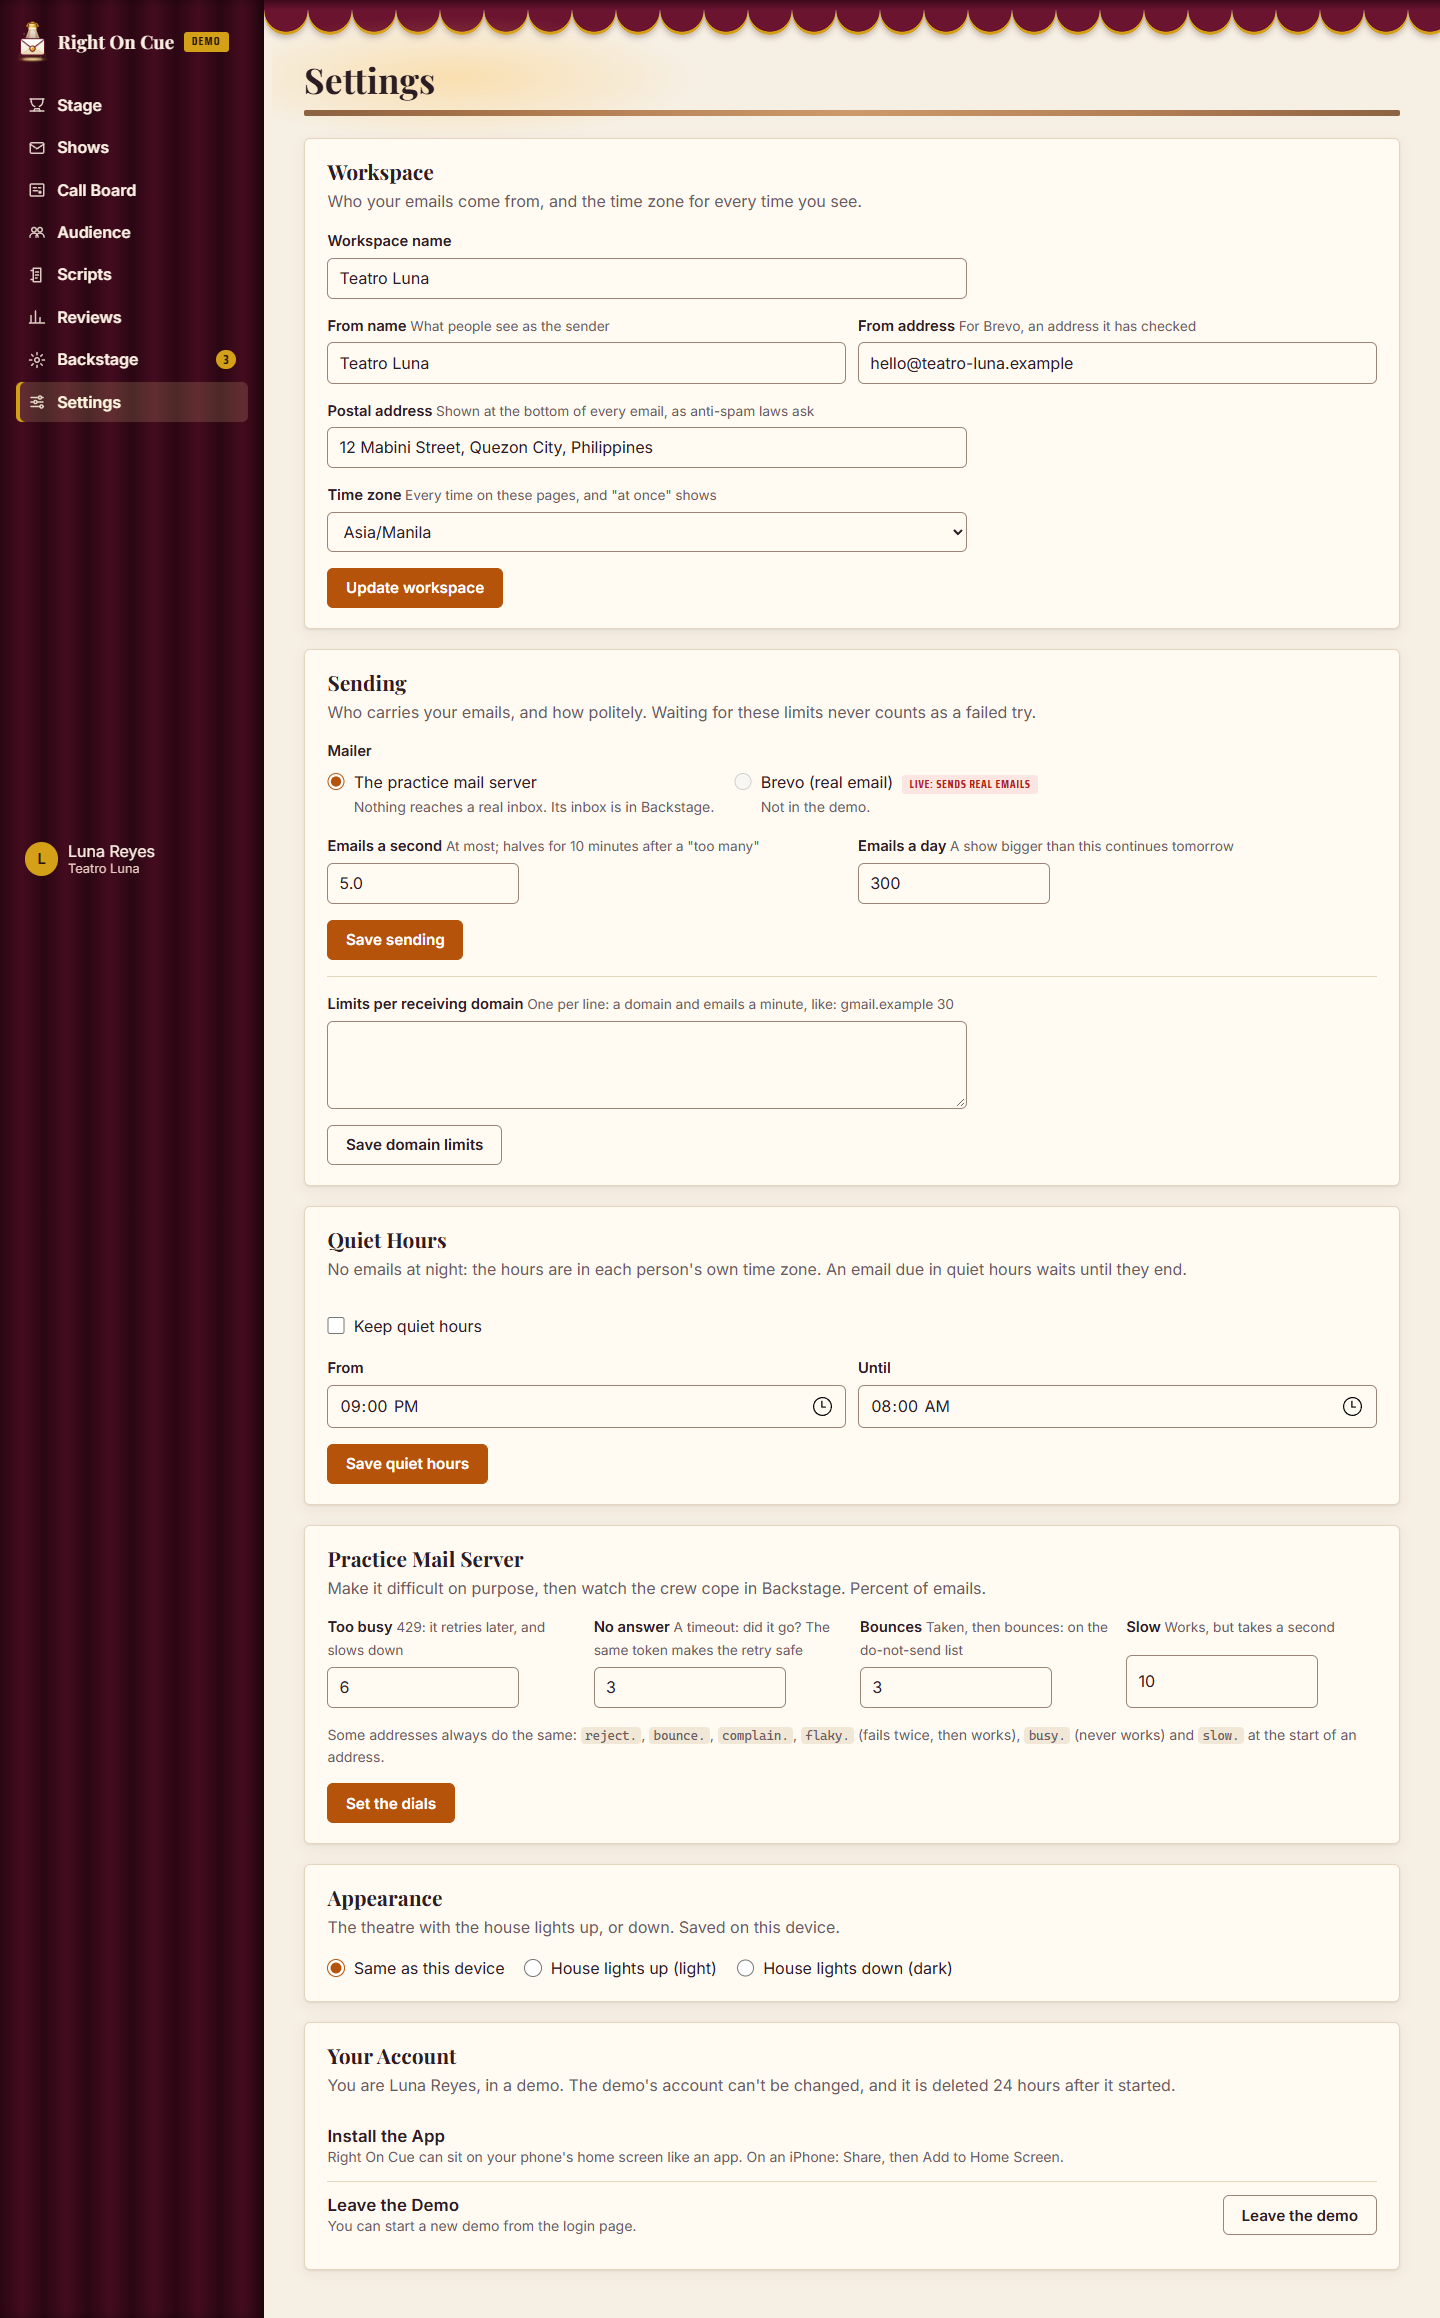 Right On Cue DEMO
Stage
Shows
Call Board
Audience
Scripts
Reviews
Backstage 3
Settings
L
Luna Reyes
Teatro Luna
Settings
Workspace
Who your emails come from, and the time zone for every time you see.
Workspace name
Teatro Luna
From name What people see as the sender
Teatro Luna
From address For Brevo, an address it has checked
hello@teatro-luna.example
Postal address Shown at the bottom of every email, as anti-spam laws ask
12 Mabini Street, Quezon City, Philippines
Time zone Every time on these pages, and "at once" shows
Asia/Manila
Update workspace
Sending
Who carries your emails, and how politely. Waiting for these limits never counts as a failed try.
Mailer
The practice mail server
Nothing reaches a real inbox. Its inbox is in Backstage.
Brevo (real email) LIVE: SENDS REAL EMAILS
Not in the demo.
Emails a second At most; halves for 10 minutes after a "too many"
5.0
Emails a day A show bigger than this continues tomorrow
300
Save sending
Limits per receiving domain One per line: a domain and emails a minute, like: gmail.example 30
Save domain limits
Quiet Hours
No emails at night: the hours are in each person's own time zone. An email due in quiet hours waits until they end.
Keep quiet hours
From
09:00 PM
Until
08:00 AM
Save quiet hours
Practice Mail Server
Make it difficult on purpose, then watch the crew cope in Backstage. Percent of emails.
Too busy 429: it retries later, and
slows down
6
No answer A timeout: did it go? The
same token makes the retry safe
3
Bounces Taken, then bounces: on the
do-not-send list
3
Slow Works, but takes a second
10
Some addresses always do the same: reject. , bounce. , complain. , flaky. (fails twice, then works), busy. (never works) and slow. at the start of an
address.
Set the dials
Appearance
The theatre with the house lights up, or down. Saved on this device.
Same as this device
House lights up (light)
House lights down (dark)
Your Account
You are Luna Reyes, in a demo. The demo's account can't be changed, and it is deleted 24 hours after it started.
Install the App
Right On Cue can sit on your phone's home screen like an app. On an iPhone: Share, then Add to Home Screen.
Leave the Demo
You can start a new demo from the login page.
Leave the demo